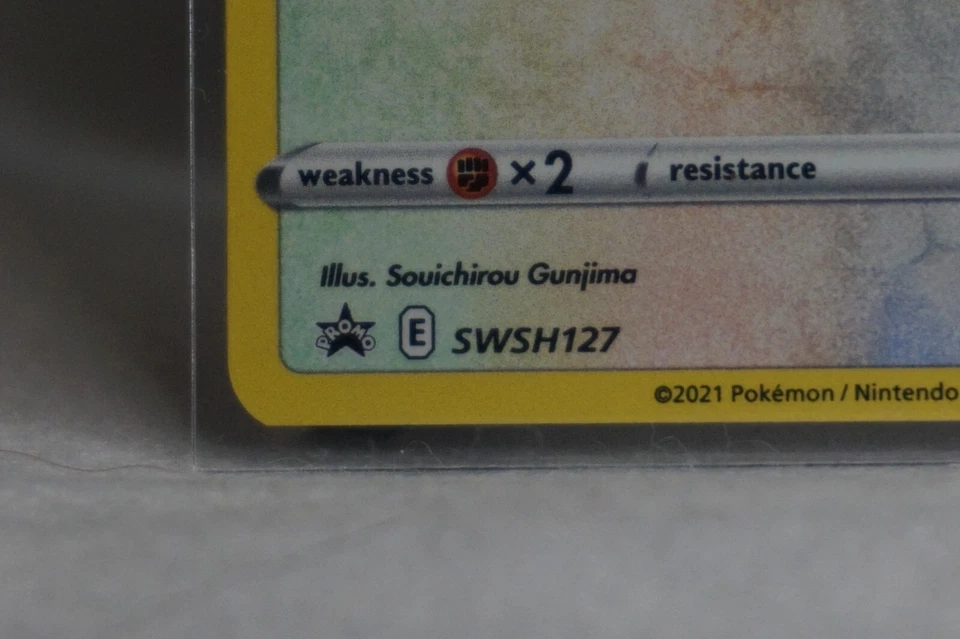 weakness ×2 resistance
Illus. Souichirou Gunjima
PROMO E SWSH127
©2021 Pokémon / Nintendo